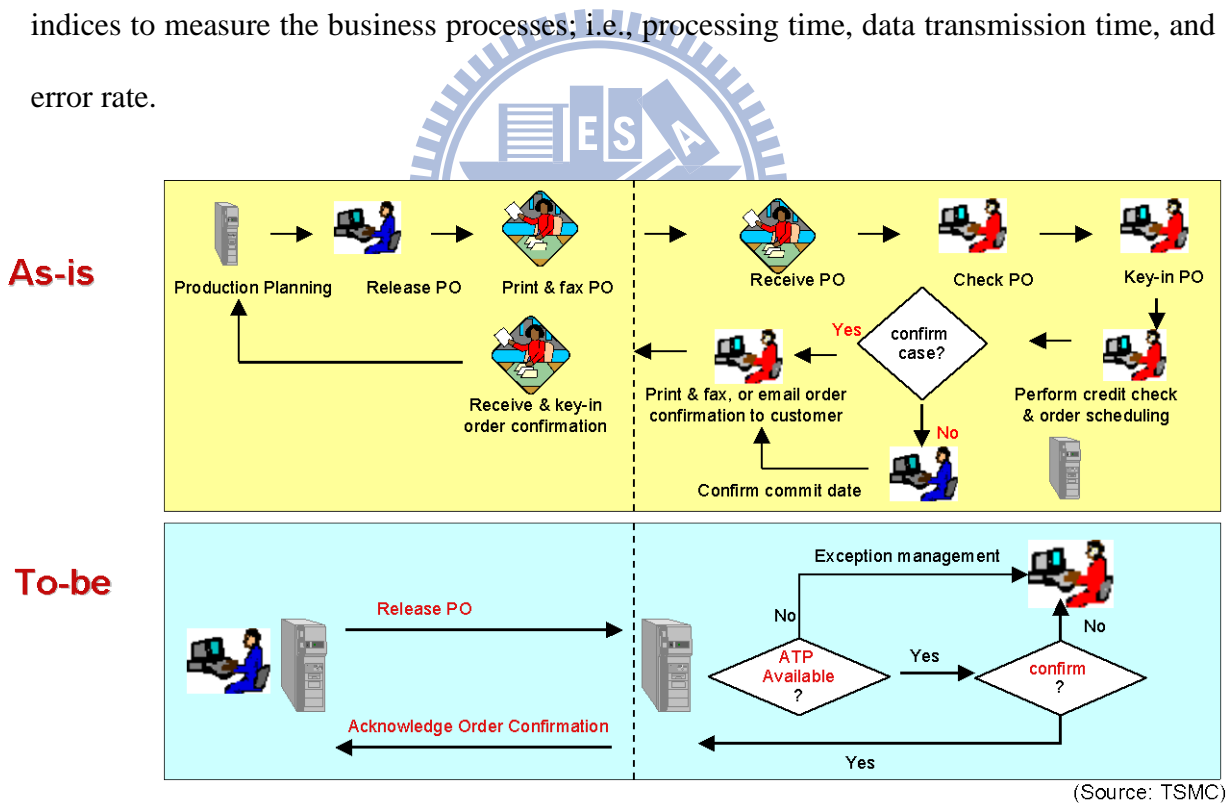 indices to measure the business processes; i.e., processing time, data transmission time, and
error rate.
E S A
As-is
Production Planning
Release PO
Print & fax PO
Receive PO
Check PO
Key-in PO
Yes
confirm
case?
Receive & key-in
order confirmation
Print & fax, or email order
confirmation to customer
Perform credit check
& order scheduling
No
Confirm commit date
To-be
Exception management
Release PO
No
No
ATP
Available
?
Yes
confirm
?
Acknowledge Order Confirmation
Yes
(Source: TSMC)